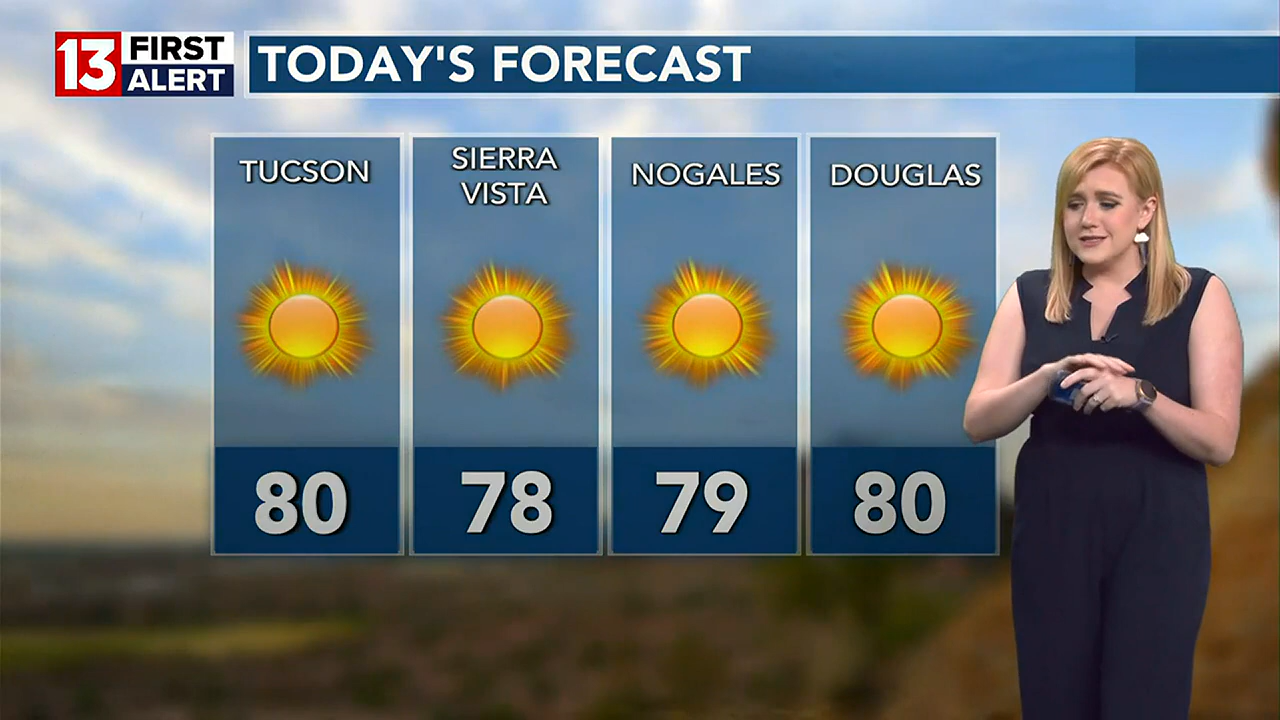 13 FIRST ALERT
TODAY'S FORECAST
TUCSON
SIERRA
VISTA
NOGALES
DOUGLAS
80
78
79
80